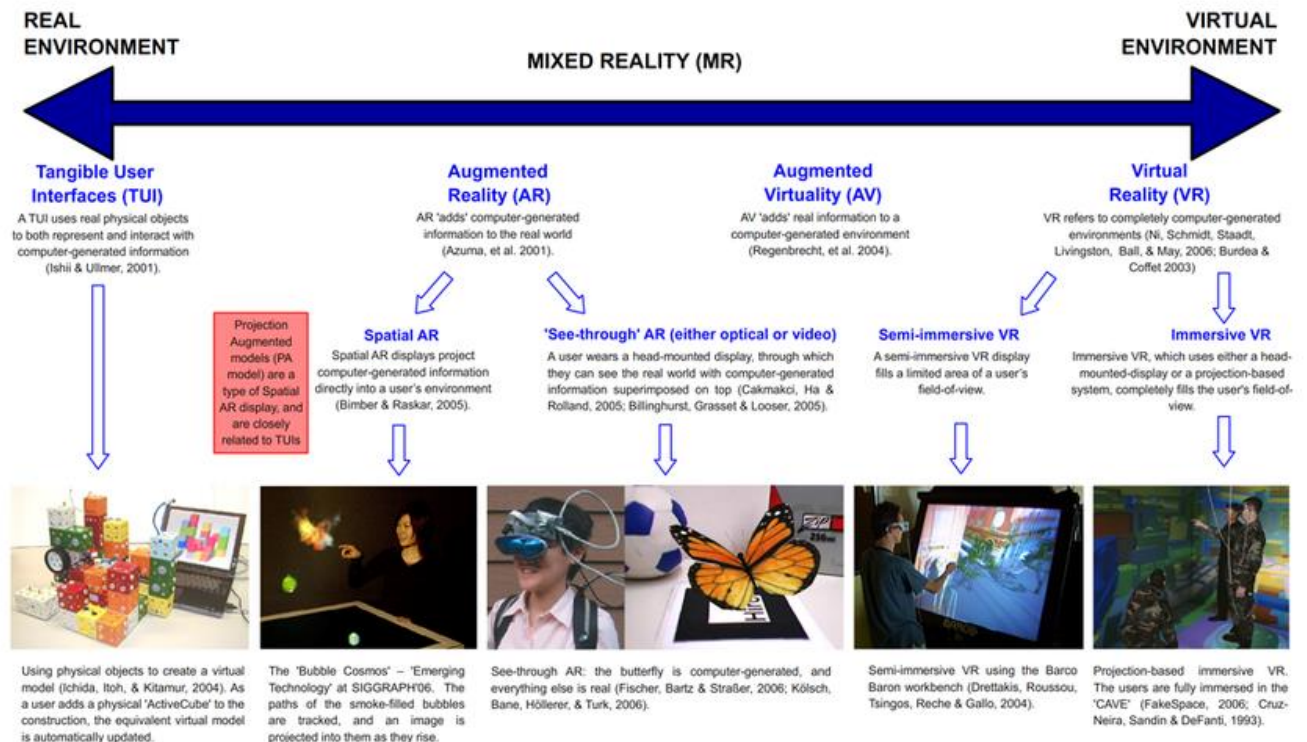 REAL
ENVIRONMENT
VIRTUAL
ENVIRONMENT
MIXED REALITY (MR)
Tangible User
Interfaces (TUI)
A TUI uses real physical objects
to both represent and interact with
computer-generated information
(Ishii & Ullmer, 2001).
Augmented
Reality (AR)
AR 'adds' computer-generated
information to the real world
(Azuma, et al. 2001).
Augmented
Virtuality (AV)
AV 'adds' real information to a
computer-generated environment
(Regenbrecht, et al. 2004).
Virtual
Reality (VR)
VR refers to completely computer-generated
environments (Ni, Schmidt, Staadt,
Livingston, Ball, & May, 2006; Burdea &
Coffet 2003)
Projection
Augmented
models (PA
model) are a
type of Spatial
AR display, and
are closely
related to TUIs
Spatial AR
Spatial AR displays project
computer-generated information
directly into a user's environment
(Bimber & Raskar, 2005).
'See-through' AR (either optical or video)
A user wears a head-mounted display, through which
they can see the real world with computer-generated
information superimposed on top (Cakmakci, Ha &
Rolland, 2005; Billinghurst, Grasset & Looser, 2005).
Semi-immersive VR
A semi-immersive VR display
fills a limited area of a user's
field-of-view.
Immersive VR
Immersive VR, which uses either a head-
mounted-display or a projection-based
system, completely fills the user's field-of-
view.
BARCO
Using physical objects to create a virtual
model (Ichida, Itoh, & Kitamur, 2004). As
a user adds a physical 'ActiveCube' to the
construction, the equivalent virtual model
is automatically updated.
The 'Bubble Cosmos' – 'Emerging
Technology' at SIGGRAPH'06. The
paths of the smoke-filled bubbles
are tracked, and an image is
projected into them as they rise.
See-through AR: the butterfly is computer-generated, and
everything else is real (Fischer, Bartz & Straßer, 2006; Kölsch,
Bane, Höllerer, & Turk, 2006).
Semi-immersive VR using the Barco
Baron workbench (Drettakis, Roussou,
Tsingos, Reche & Gallo, 2004).
Projection-based immersive VR.
The users are fully immersed in the
'CAVE' (FakeSpace, 2006; Cruz-
Neira, Sandin & DeFanti, 1993).